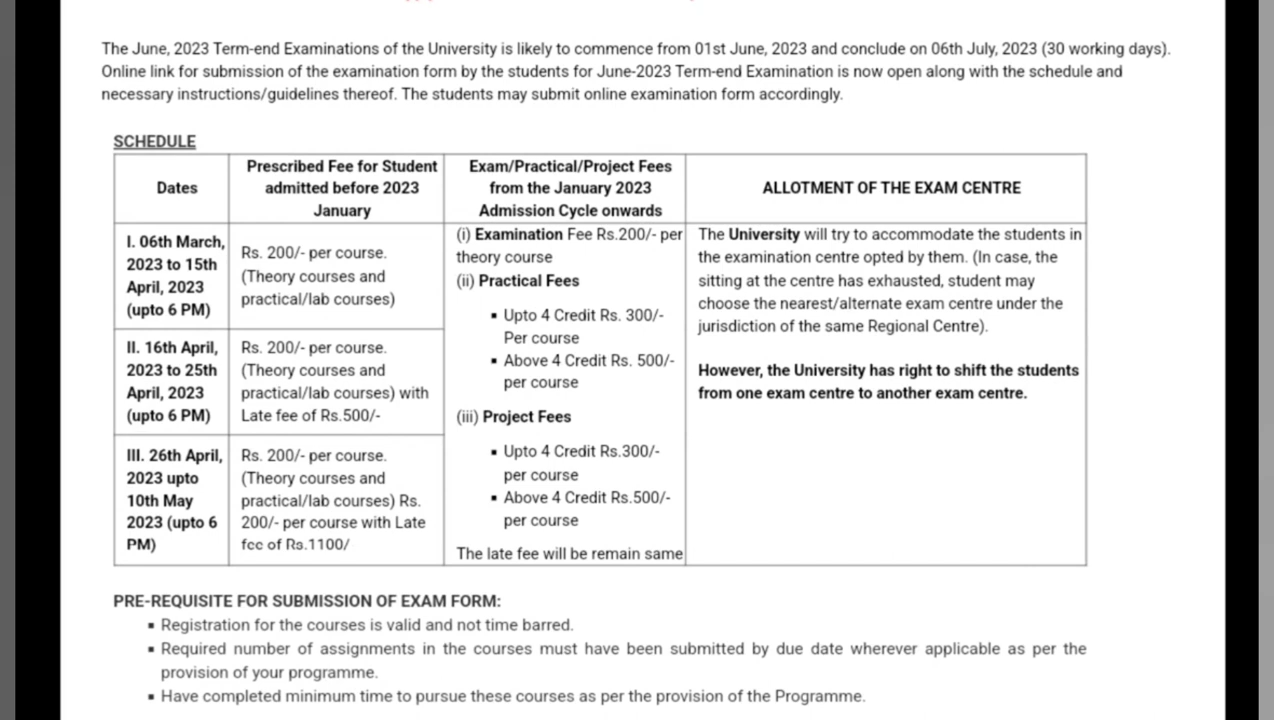 The June, 2023 Term-end Examinations of the University is likely to commence from 01st June, 2023 and conclude on 06th July, 2023 (30 working days).
Online link for submission of the examination form by the students for June-2023 Term-end Examination is now open along with the schedule and
necessary instructions/guidelines thereof. The students may submit online examination form accordingly.
SCHEDULE
Dates
Prescribed Fee for Student
admitted before 2023
January
Exam/Practical/Project Fees
from the January 2023
Admission Cycle onwards
ALLOTMENT OF THE EXAM CENTRE
I. 06th March,
2023 to 15th
April, 2023
(upto 6 PM)
Rs. 200/- per course.
(Theory courses and
practical/lab courses)
(i) Examination Fee Rs.200/- per
theory course
(ii) Practical Fees
▪ Upto 4 Credit Rs. 300/-
Per course
▪ Above 4 Credit Rs. 500/-
per course
(iii) Project Fees
▪ Upto 4 Credit Rs.300/-
per course
▪ Above 4 Credit Rs.500/-
per course
The late fee will be remain same
The University will try to accommodate the students in
the examination centre opted by them. (In case, the
sitting at the centre has exhausted, student may
choose the nearest/alternate exam centre under the
jurisdiction of the same Regional Centre).
However, the University has right to shift the students
from one exam centre to another exam centre.
II. 16th April,
2023 to 25th
April, 2023
(upto 6 PM)
Rs. 200/- per course.
(Theory courses and
practical/lab courses) with
Late fee of Rs.500/-
III. 26th April,
2023 upto
10th May
2023 (upto 6
PM)
Rs. 200/- per course.
(Theory courses and
practical/lab courses) Rs.
200/- per course with Late
fee of Rs.1100/
PRE-REQUISITE FOR SUBMISSION OF EXAM FORM:
▪ Registration for the courses is valid and not time barred.
▪ Required number of assignments in the courses must have been submitted by due date wherever applicable as per the
provision of your programme.
▪ Have completed minimum time to pursue these courses as per the provision of the Programme.